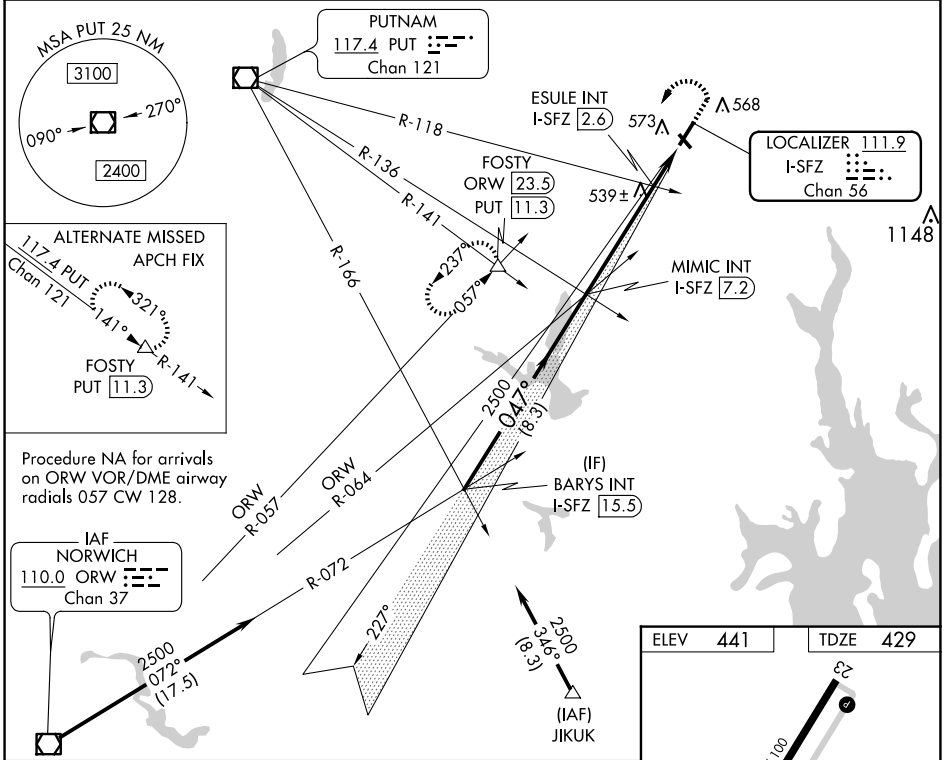 MSA PUT 25 NM
3100
090°
270°
2400
PUTNAM
117.4 PUT
Chan 121
ESULE INT
I-SFZ 2.6
573
568
LOCALIZER 111.9
I-SFZ
Chan 56
1148
R-118
R-136
R-141
R-166
FOSTY
ORW 23.5
PUT 11.3
539±
237°
057°
MIMIC INT
I-SFZ 7.2
ALTERNATE MISSED
APCH FIX
117.4 PUT
Chan 121
321°
141°
R-141
FOSTY
PUT 11.3
2500
047°
(8.3)
Procedure NA for arrivals
on ORW VOR/DME airway
radials 057 CW 128.
ORW
R-057
ORW
R-064
(IF)
BARYS INT
I-SFZ 15.5
IAF
NORWICH
110.0 ORW
Chan 37
R-072
227°
2500
072°
(17.5)
2500
346°
(8.3)
(IAF)
JIKUK
ELEV 441
TDZE 429
23
P
100